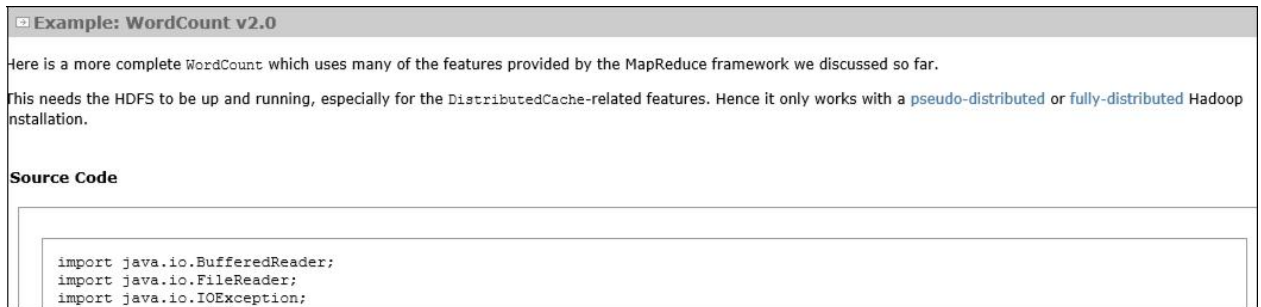 Example: WordCount v2.0
Here is a more complete WordCount which uses many of the features provided by the MapReduce framework we discussed so far.
This needs the HDFS to be up and running, especially for the DistributedCache-related features. Hence it only works with a pseudo-distributed or fully-distributed Hadoop
nstallation.
Source Code
import java.io.BufferedReader;
import java.io.FileReader;
import java.io.IOException;